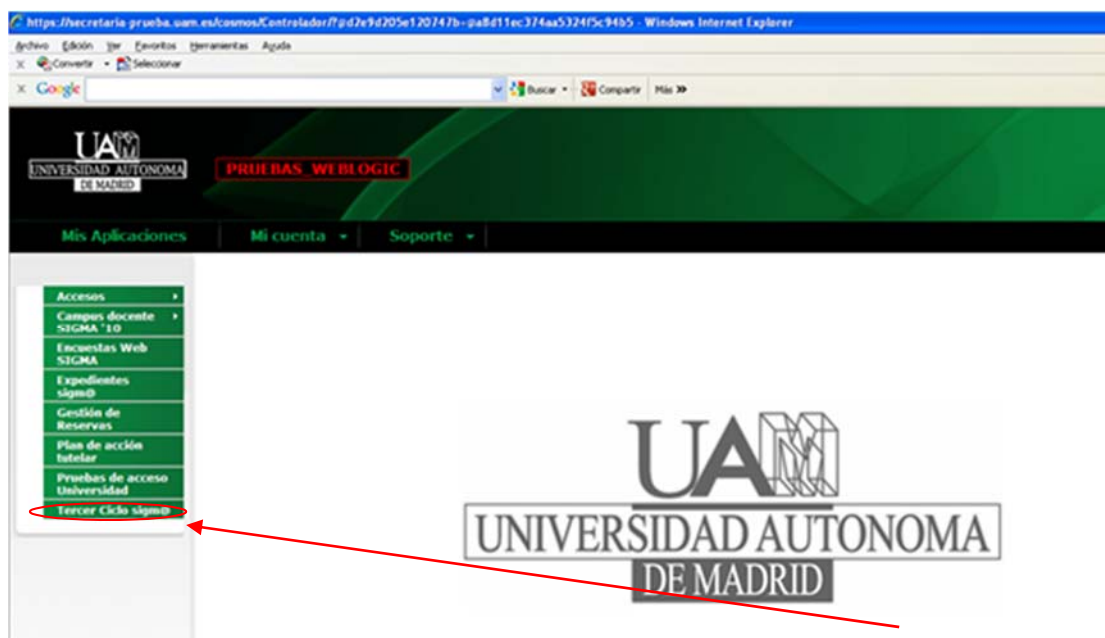 https://secretaria-prueba.uam.es/cosmos/Controlador/?@d2e9d205e120747b~@a8d11ec374aa5324f5c94b5 - Windows Internet Explorer
Archivo Edición Ver Favoritos Herramientas Ayuda
x Convertir Seleccionar
x Google Buscar Compartir Más »
UAM
UNIVERSIDAD AUTONOMA
DE MADRID
PRUEBAS_WEBLOGIC
Mis Aplicaciones Mi cuenta Soporte
Accesos
Campus docente
SIGMA '10
Encuestas Web
SIGMA
Expedientes
sigm@
Gestión de
Reservas
Plan de acción
tutelar
Pruebas de acceso
Universidad
Tercer Ciclo sigm@
UAM
UNIVERSIDAD AUTONOMA
DE MADRID